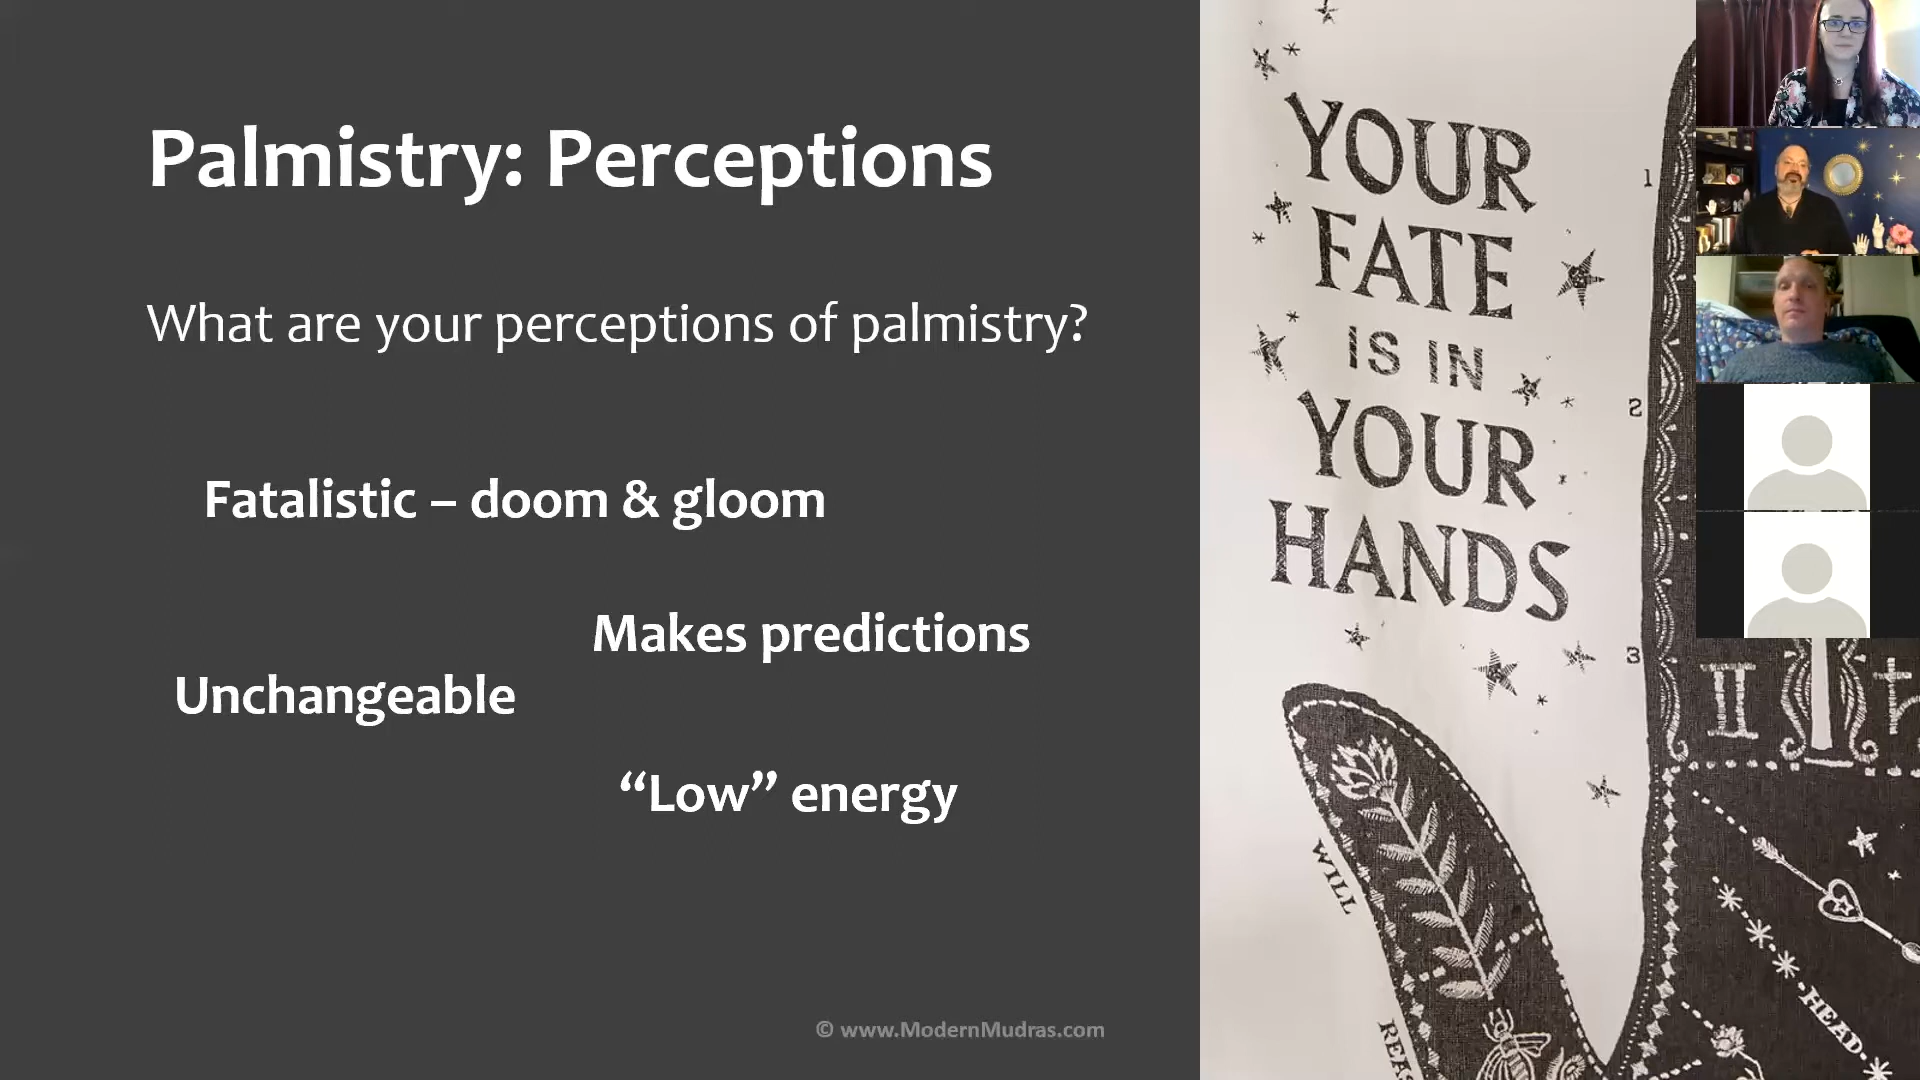 Palmistry: Perceptions
What are your perceptions of palmistry?
Fatalistic – doom & gloom
Makes predictions
Unchangeable
“Low” energy
© www.ModernMudras.com
YOUR
FATE
IS IN
YOUR
HANDS
1
2
3
WILL
HEAD